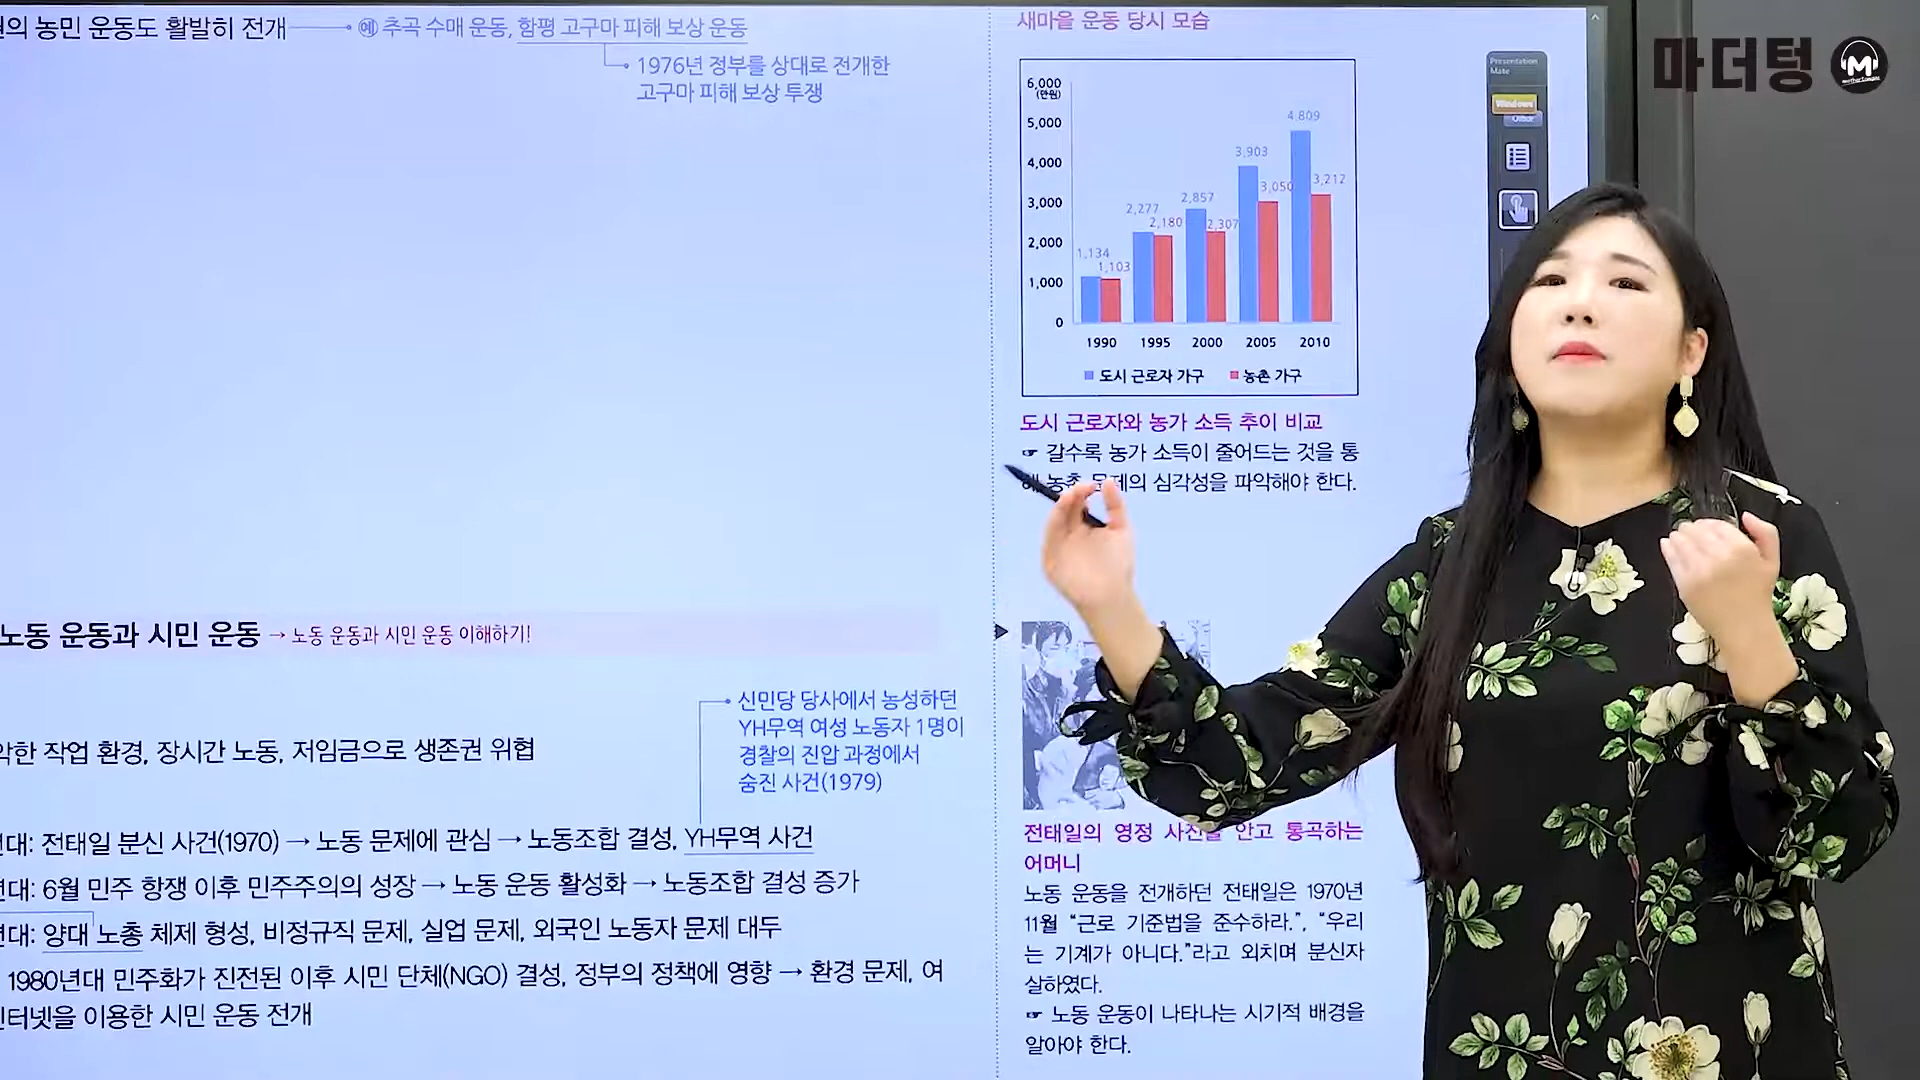 의 농민 운동도 활발히 전개
예 추곡 수매 운동, 함평 고구마 피해 보상 운동
1976년 정부를 상대로 전개한
고구마 피해 보상 투쟁
노동 운동과 시민 운동 → 노동 운동과 시민 운동 이해하기!
신민당 당사에서 농성하던
YH무역 여성 노동자 1명이
경찰의 진압 과정에서
숨진 사건(1979)
작업 환경, 장시간 노동, 저임금으로 생존권 위협
대: 전태일 분신 사건(1970) → 노동 문제에 관심 → 노동조합 결성, YH무역 사건
대: 6월 민주 항쟁 이후 민주주의의 성장 → 노동 운동 활성화 → 노동조합 결성 증가
대: 양대 노총 체제 형성, 비정규직 문제, 실업 문제, 외국인 노동자 문제 대두
1980년대 민주화가 진전된 이후 시민 단체(NGO) 결성, 정부의 정책에 영향 → 환경 문제, 여
터넷을 이용한 시민 운동 전개
새마을 운동 당시 모습
6,000
(만원)
5,000
4,000
3,000
2,000
1,000
0
1,134
1,103
2,277
2,180
2,857
2,307
3,903
3,050
4,809
3,212
1990 1995 2000 2005 2010
도시 근로자 가구 농촌 가구
도시 근로자와 농가 소득 추이 비교
☞ 갈수록 농가 소득이 줄어드는 것을 통
해 농촌 문제의 심각성을 파악해야 한다.
전태일의 영정 사진을 안고 통곡하는
어머니
노동 운동을 전개하던 전태일은 1970년
11월 “근로 기준법을 준수하라.”, “우리
는 기계가 아니다.”라고 외치며 분신자
살하였다.
☞ 노동 운동이 나타나는 시기적 배경을
알아야 한다.
Presentation
Mate
Windows
Office
마더텅
M